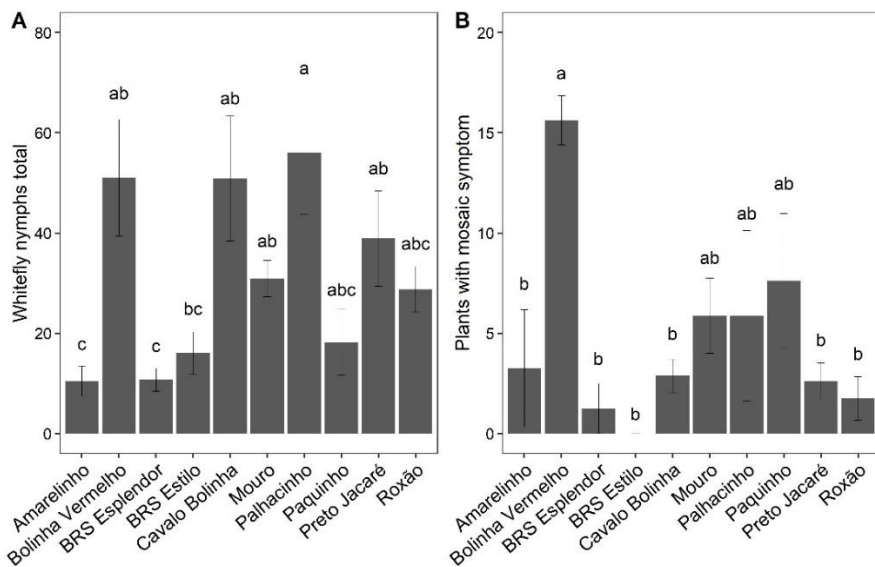 A
Whitefly nymphs total
80
60
40
20
0
c
ab
c
bc
ab
ab
a
abc
ab
abc
Amarelinho
Bolinha Vermelho
BRS Esplendor
BRS Estilo
Cavalo Bolinha
Mouro
Palhacinho
Paquinho
Preto Jacaré
Roxão
B
Plants with mosaic symptom
20
15
10
5
0
b
a
b
b
b
ab
ab
ab
b
b
Amarelinho
Bolinha Vermelho
BRS Esplendor
BRS Estilo
Cavalo Bolinha
Mouro
Palhacinho
Paquinho
Preto Jacaré
Roxão